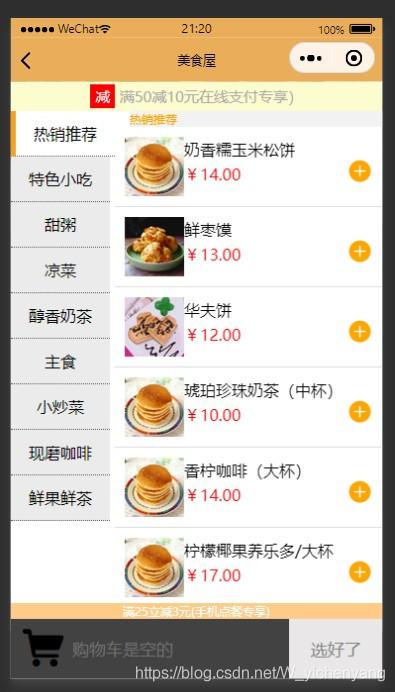 WeChat 21:20 100%
美食屋
减 满50减10元在线支付专享)
热销推荐
特色小吃
甜粥
凉菜
醇香奶茶
主食
小炒菜
现磨咖啡
鲜果鲜茶
热销推荐
奶香糯玉米松饼
￥14.00
鲜枣馍
￥13.00
华夫饼
￥12.00
琥珀珍珠奶茶（中杯）
￥10.00
香柠咖啡（大杯）
￥14.00
柠檬椰果养乐多/大杯
￥17.00
满25立减3元(手机点餐专享)
购物车是空的 选好了
https://blog.csdn.net/W_yichenyang